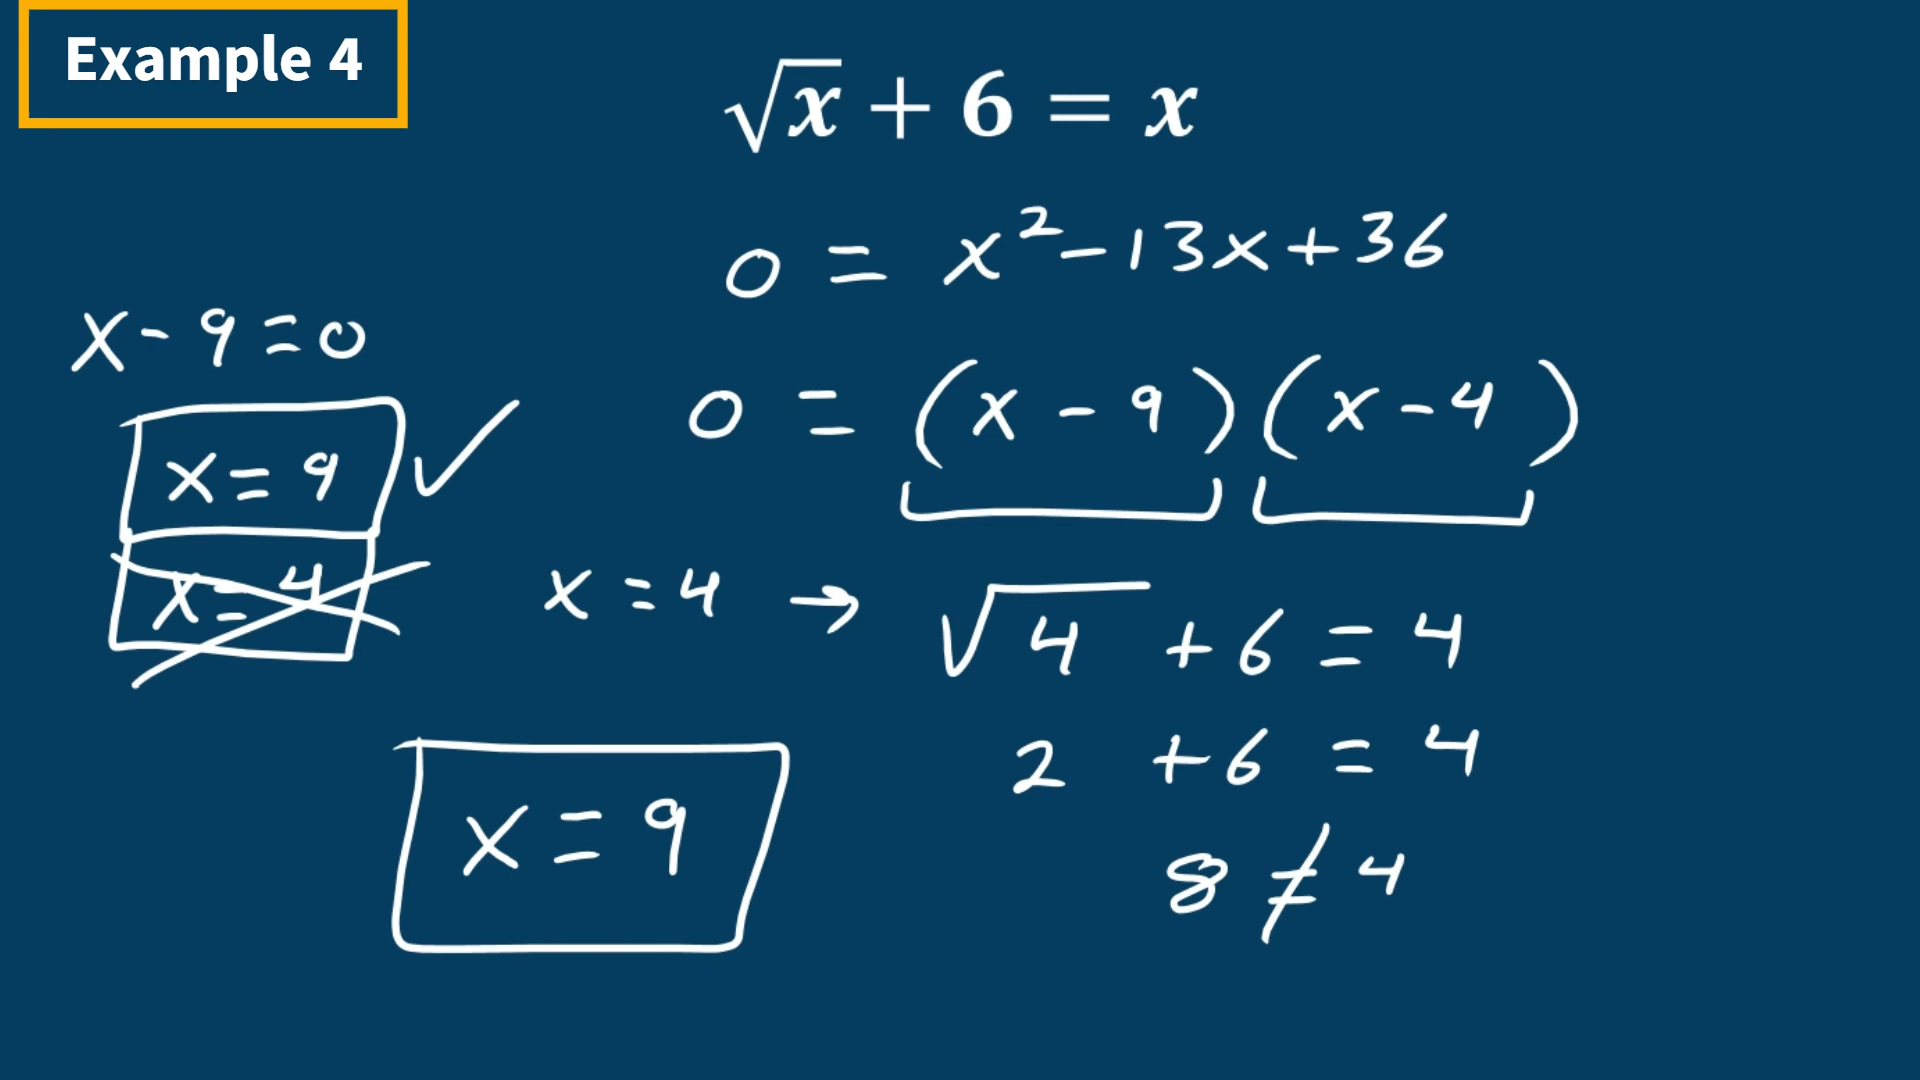 Example 4
√x + 6 = x
0 = x² - 13x + 36
x - 9 = 0
0 = (x - 9)(x - 4)
x = 9 ✓
x = 4
x = 4 → √4 + 6 = 4
2 + 6 = 4
x = 9
8 ≠ 4